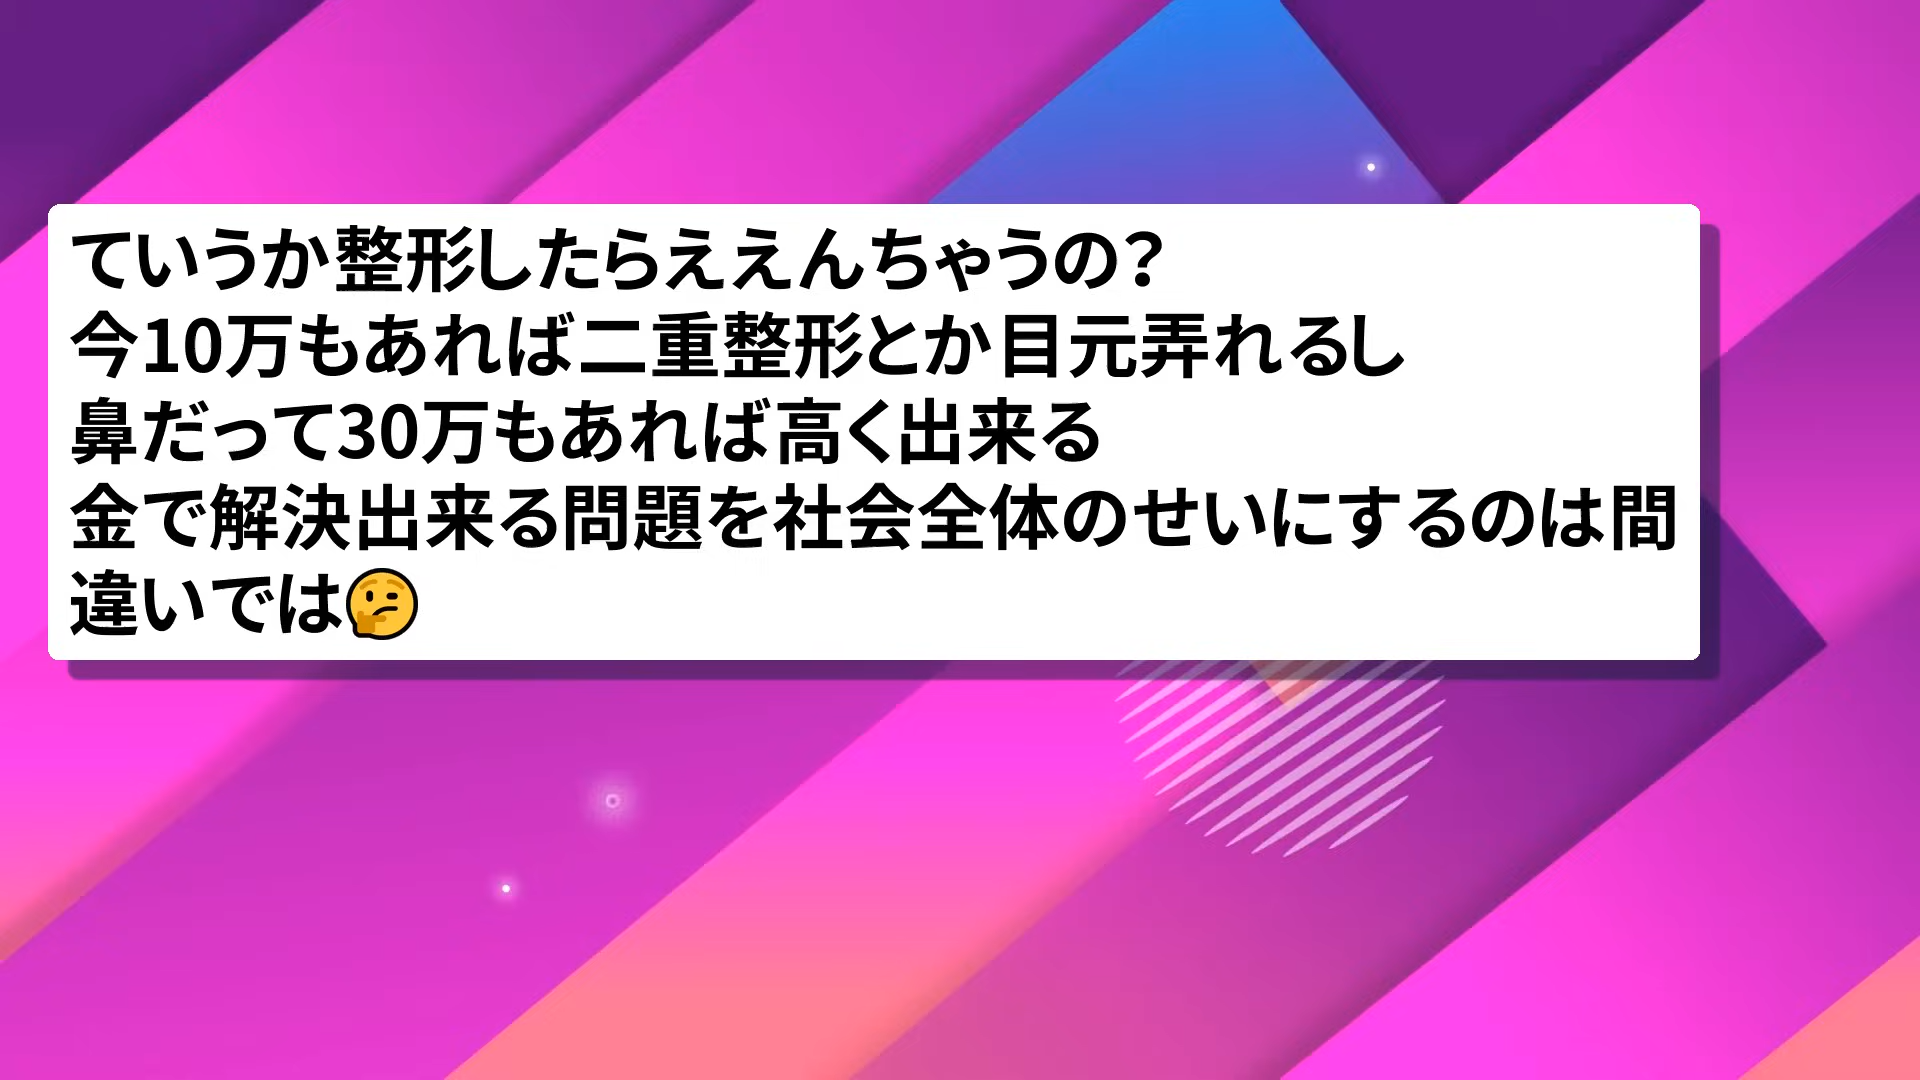 ていうか整形したらええんちゃうの？
今10万もあれば二重整形とか目元弄れるし
鼻だって30万もあれば高く出来る
金で解決出来る問題を社会全体のせいにするのは間
違いでは🤔